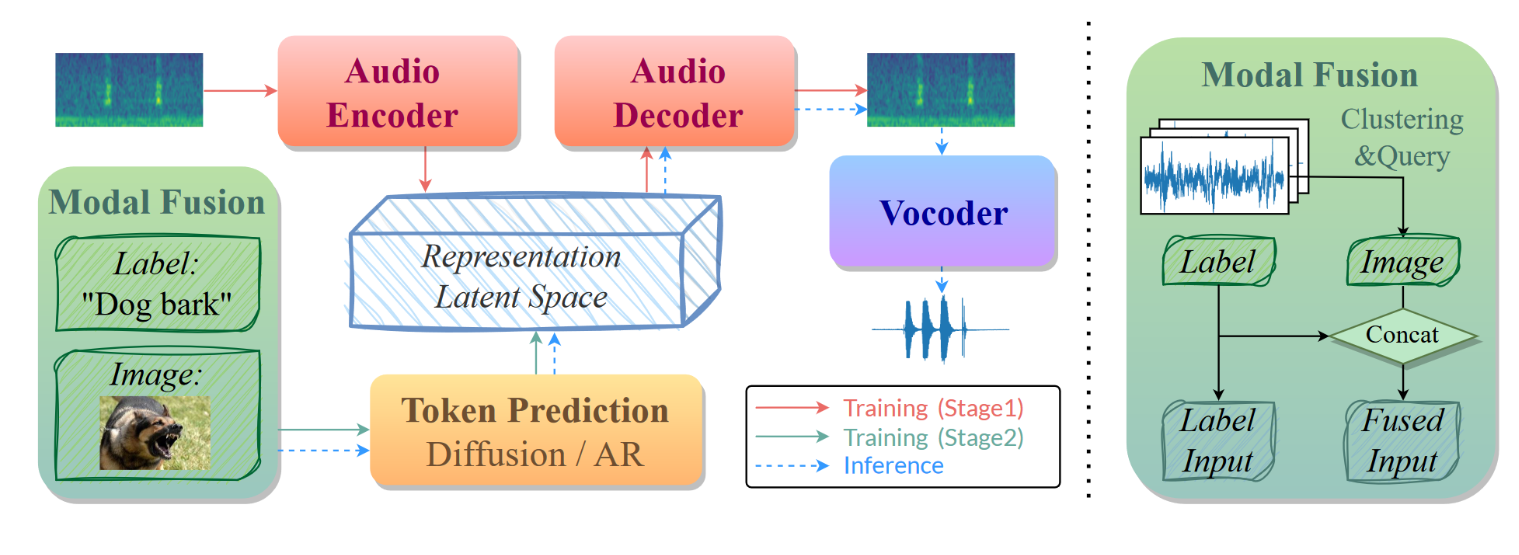 Audio
Encoder
Audio
Decoder
Modal Fusion
Label:
"Dog bark"
Image:
Representation
Latent Space
Token Prediction
Diffusion / AR
Vocoder
Training (Stage1)
Training (Stage2)
Inference
Modal Fusion
Clustering
&Query
Label
Image
Concat
Label
Input
Fused
Input